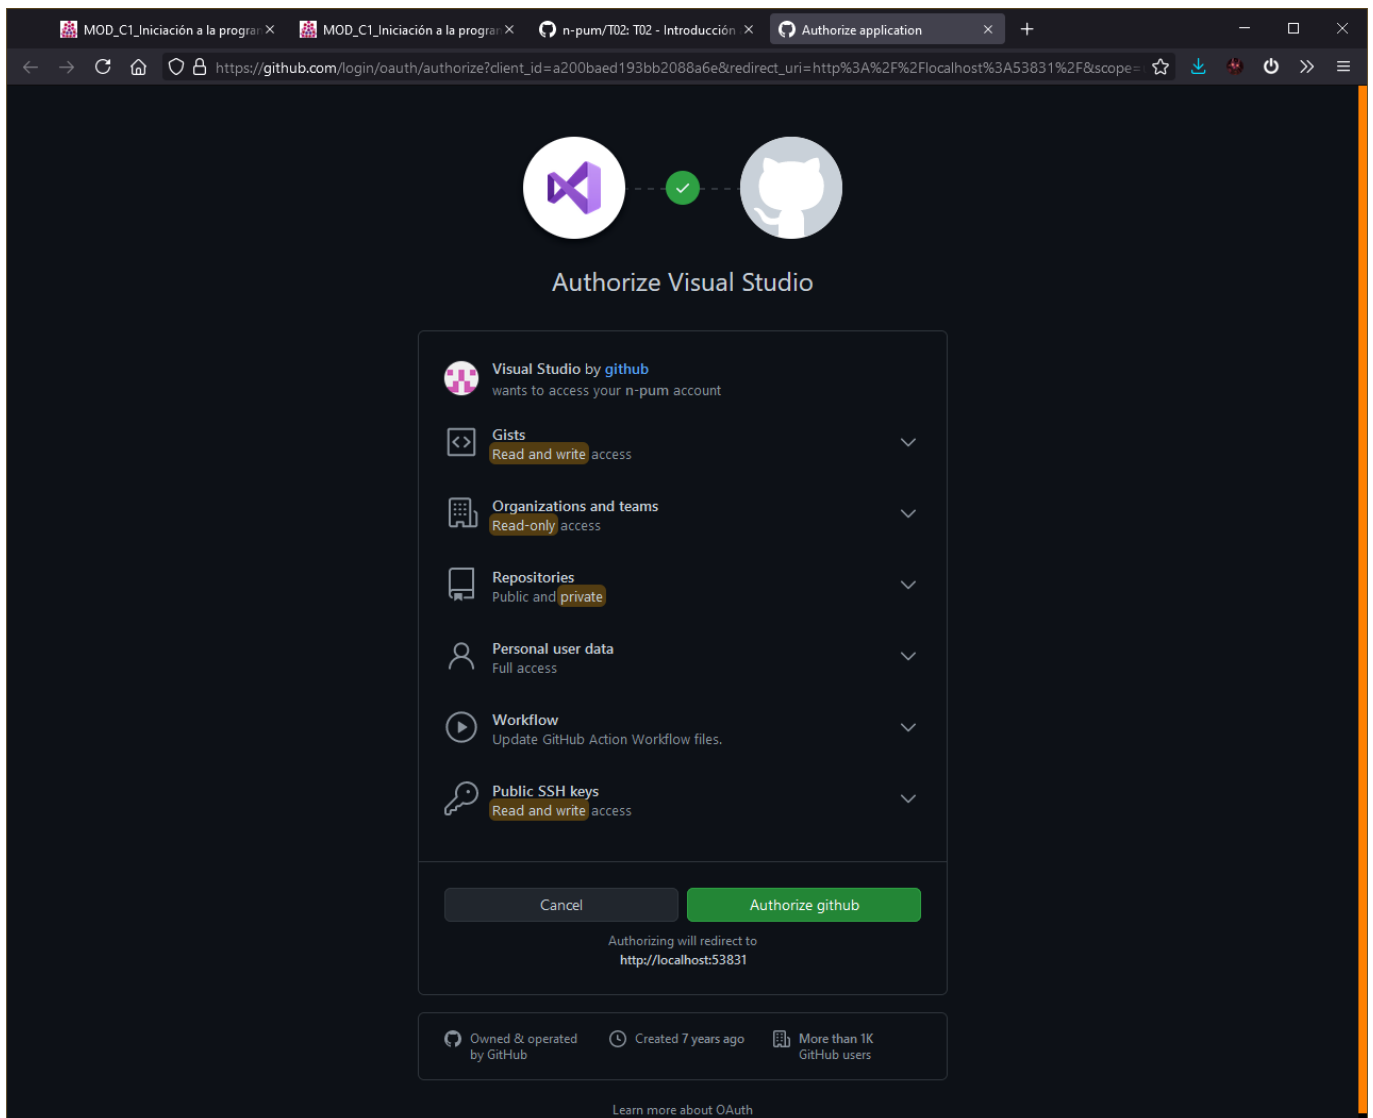 MOD_C1_Iniciación a la progran
MOD_C1_Iniciación a la progran
n-pum/T02: T02 - Introducción
Authorize application
https://github.com/login/oauth/authorize?client_id=a200baed193bb2088a6e&redirect_uri=http%3A%2F%2Flocalhost%3A53831%2F&scope=
Authorize Visual Studio
Visual Studio by github
wants to access your n-pum account
Gists
Read and write access
Organizations and teams
Read-only access
Repositories
Public and private
Personal user data
Full access
Workflow
Update GitHub Action Workflow files.
Public SSH keys
Read and write access
Cancel
Authorize github
Authorizing will redirect to
http://localhost:53831
Owned & operated
by GitHub
Created 7 years ago
More than 1K
GitHub users
Learn more about OAuth